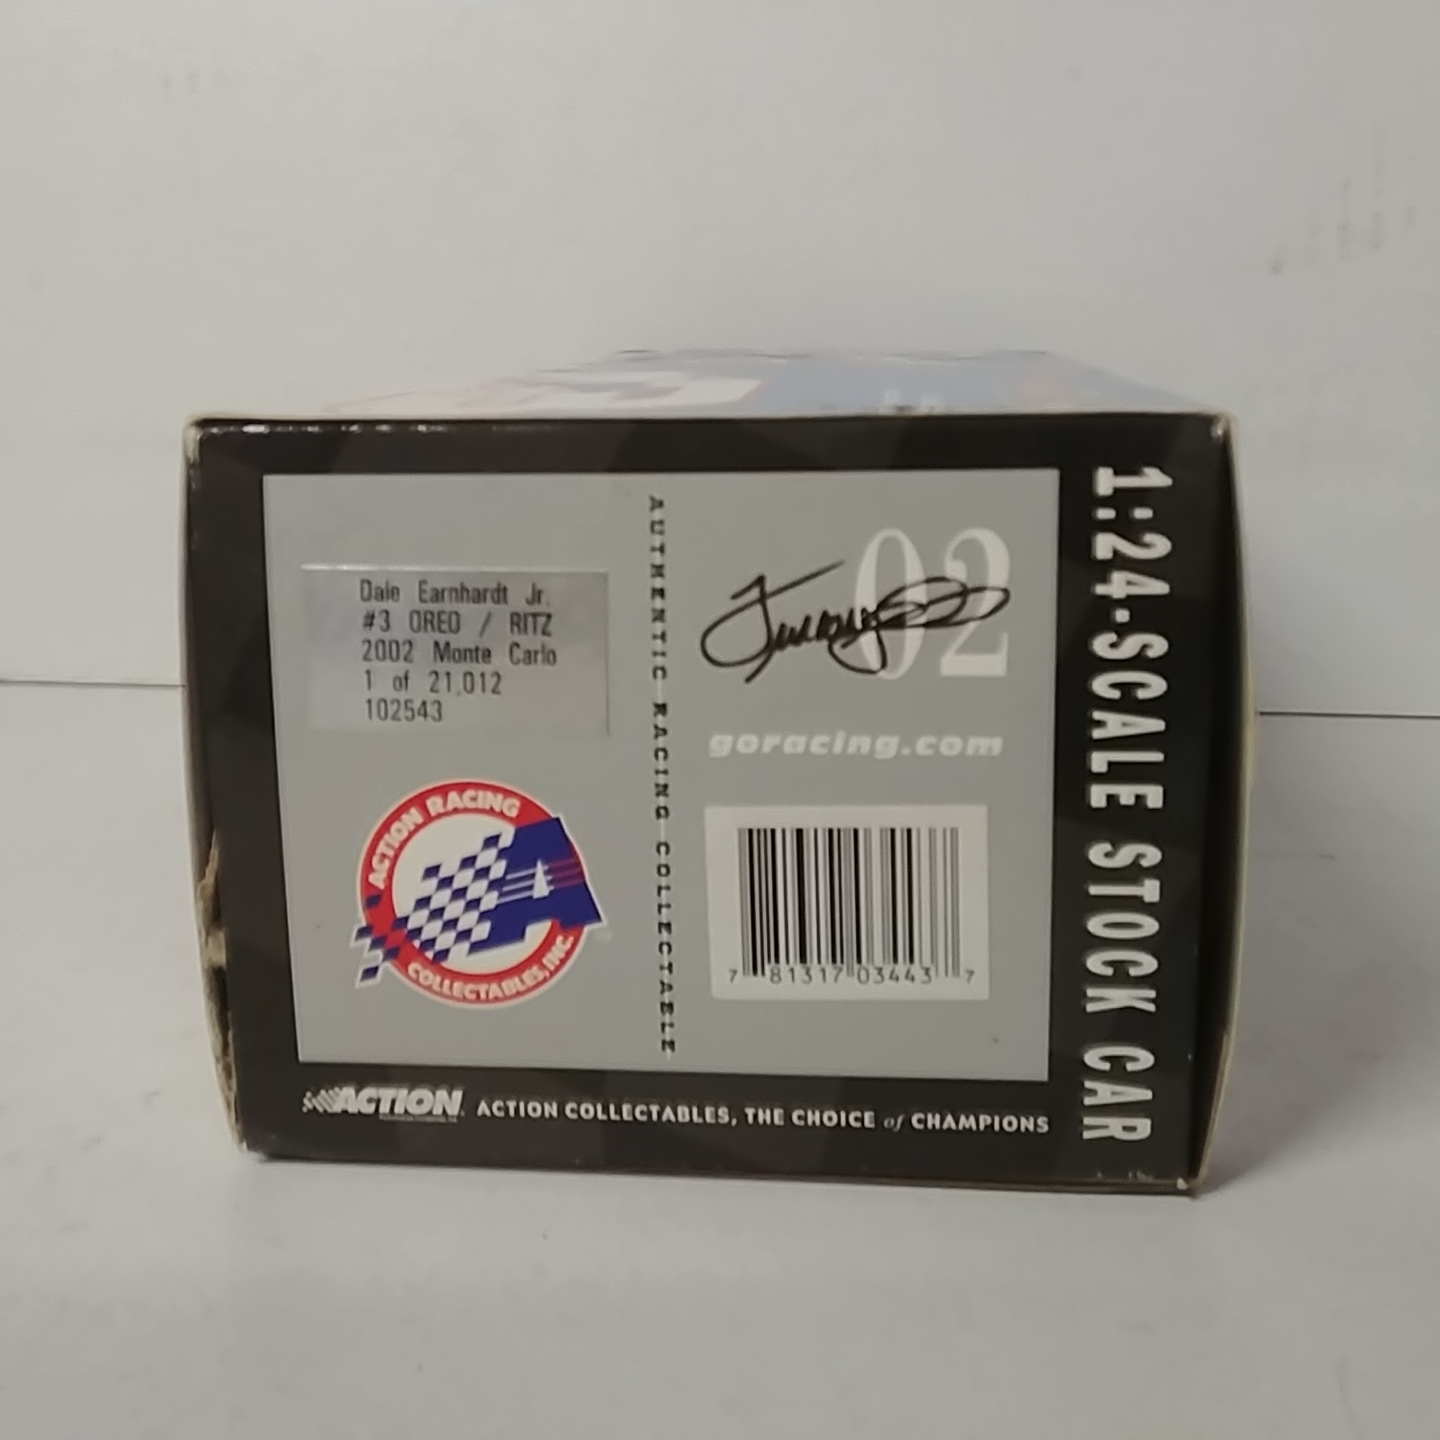 Dale Earnhardt Jr.
#3 OREO / RITZ
2002 Monte Carlo
1 of 21,012
102543
ACTION RACING
COLLECTABLES, INC.
AUTHENTIC RACING COLLECTABLE
02
goracing.com
7 81317 03443 7
1:24-SCALE STOCK CAR
ACTION
ACTION COLLECTABLES, THE CHOICE of CHAMPIONS